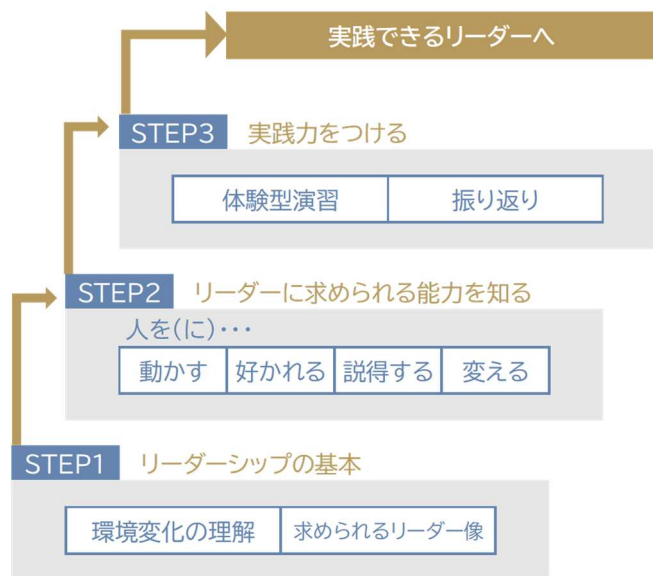 実践できるリーダーへ
STEP3 実践力をつける
体験型演習 振り返り
STEP2 リーダーに求められる能力を知る
人を(に)・・・
動かす 好かれる 説得する 変える
STEP1 リーダーシップの基本
環境変化の理解 求められるリーダー像